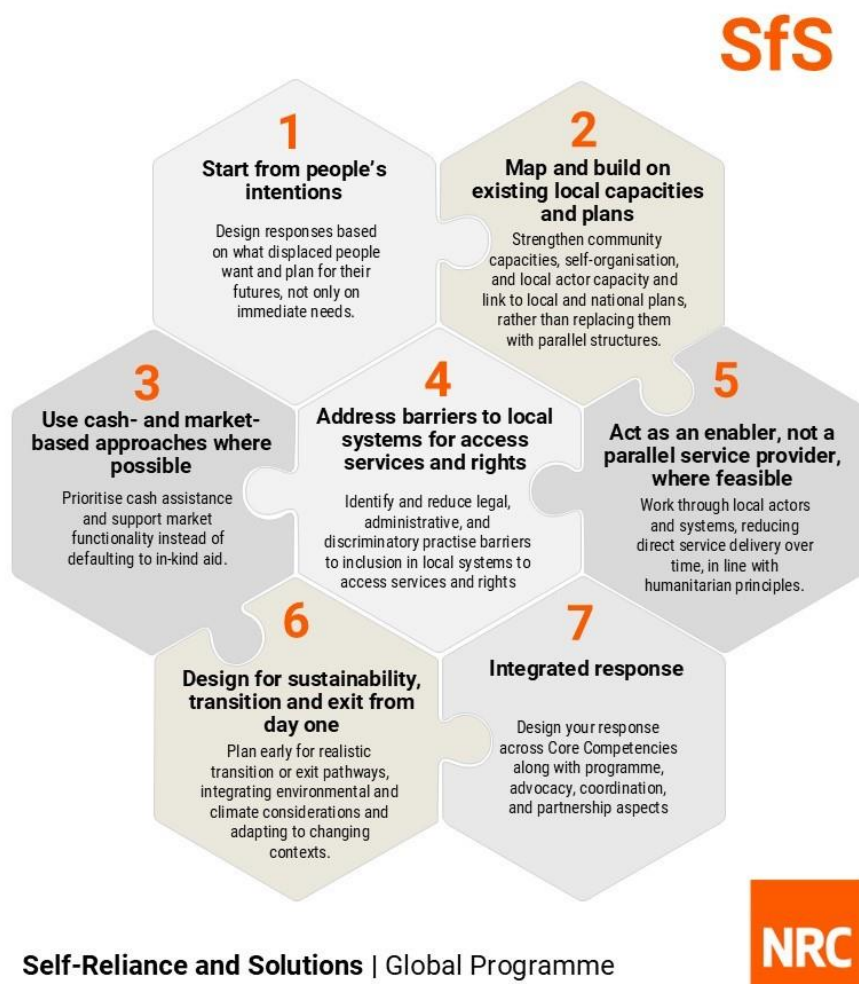 SfS
1
Start from people's
intentions
Design responses based
on what displaced people
want and plan for their
futures, not only on
immediate needs.
2
Map and build on
existing local capacities
and plans
Strengthen community
capacities, self-organisation,
and local actor capacity and
link to local and national plans,
rather than replacing them
with parallel structures.
3
Use cash- and market-
based approaches where
possible
Prioritise cash assistance
and support market
functionality instead of
defaulting to in-kind aid.
4
Address barriers to local
systems for access
services and rights
Identify and reduce legal,
administrative, and
discriminatory practise barriers
to inclusion in local systems to
access services and rights
5
Act as an enabler, not a
parallel service provider,
where feasible
Work through local actors
and systems, reducing
direct service delivery over
time, in line with
humanitarian principles.
6
Design for sustainability,
transition and exit from
day one
Plan early for realistic
transition or exit pathways,
integrating environmental and
climate considerations and
adapting to changing
contexts.
7
Integrated response
Design your response
across Core Competencies
along with programme,
advocacy, coordination,
and partnership aspects
Self-Reliance and Solutions | Global Programme
NRC